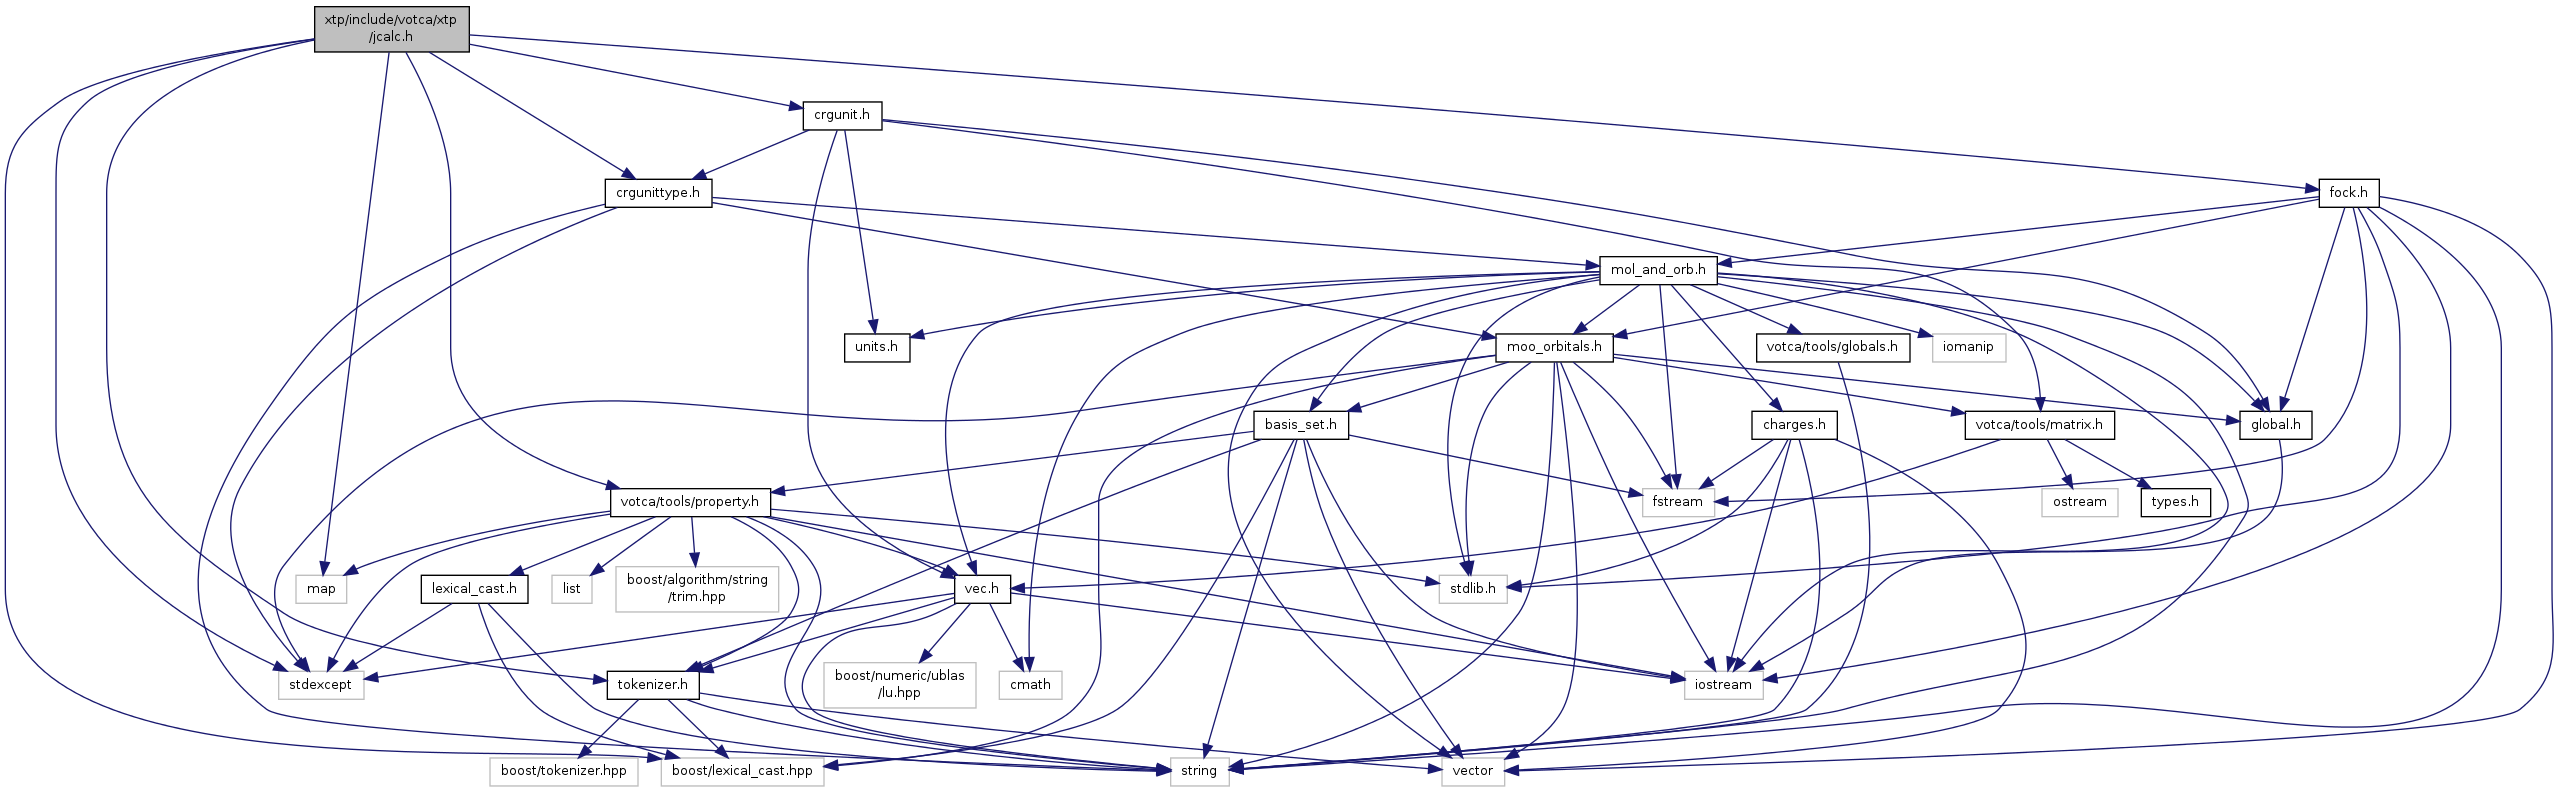 xtp/include/votca/xtp
/jcalc.h
crgunit.h
crgunittype.h
fock.h
mol_and_orb.h
units.h
moo_orbitals.h
votca/tools/globals.h
iomanip
basis_set.h
charges.h
votca/tools/matrix.h
global.h
votca/tools/property.h
fstream
ostream
types.h
map
lexical_cast.h
list
boost/algorithm/string
/trim.hpp
vec.h
stdlib.h
stdexcept
tokenizer.h
boost/numeric/ublas
/lu.hpp
cmath
iostream
boost/tokenizer.hpp
boost/lexical_cast.hpp
string
vector